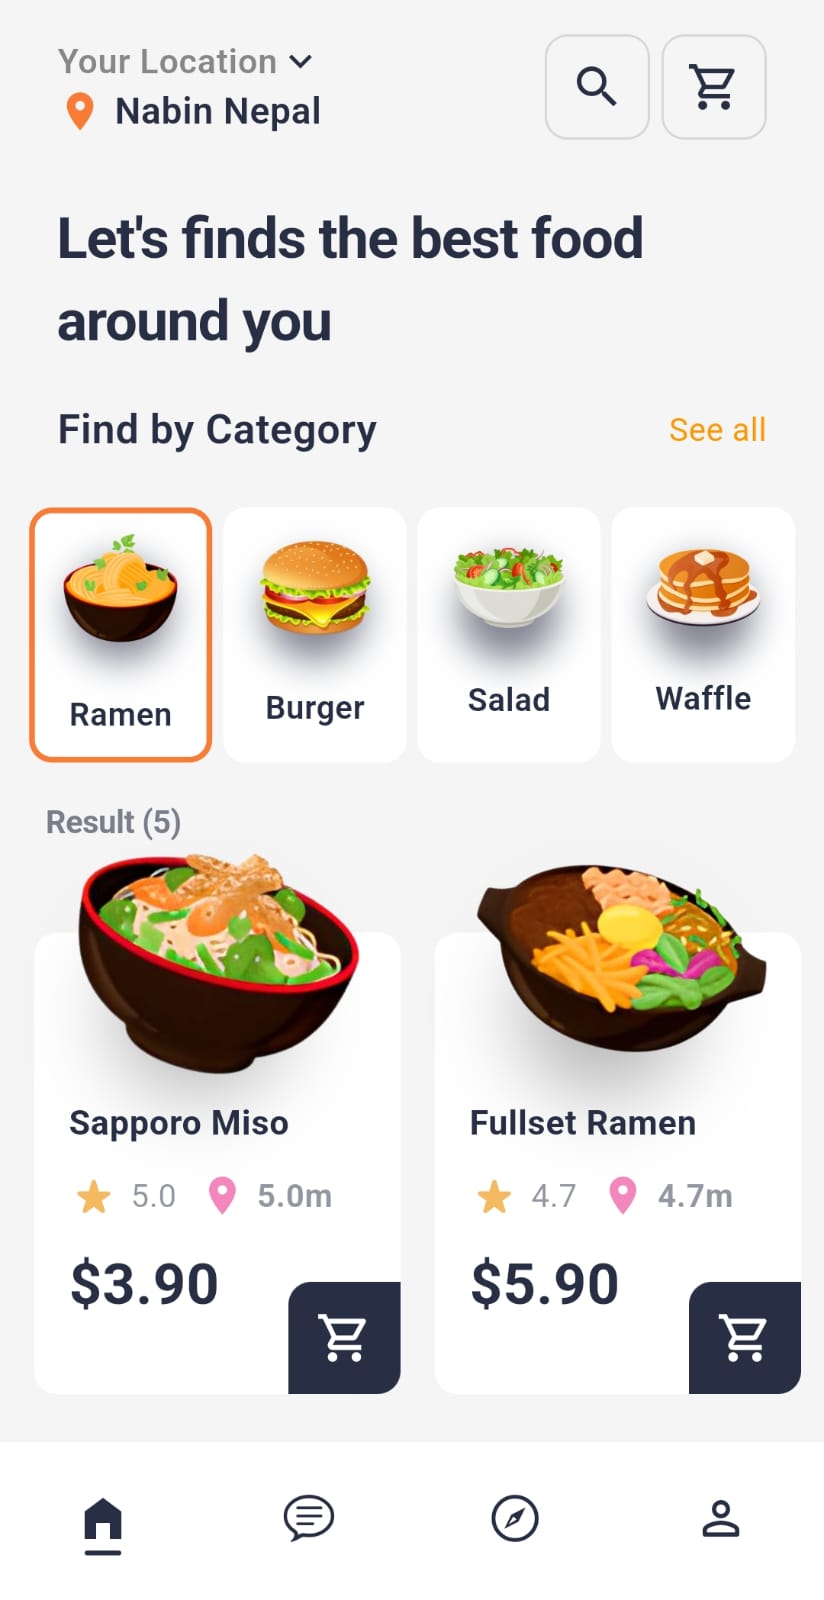 Your Location
Nabin Nepal
Let's finds the best food
around you
Find by Category
See all
Ramen
Burger
Salad
Waffle
Result (5)
Sapporo Miso
5.0
5.0m
$3.90
Fullset Ramen
4.7
4.7m
$5.90